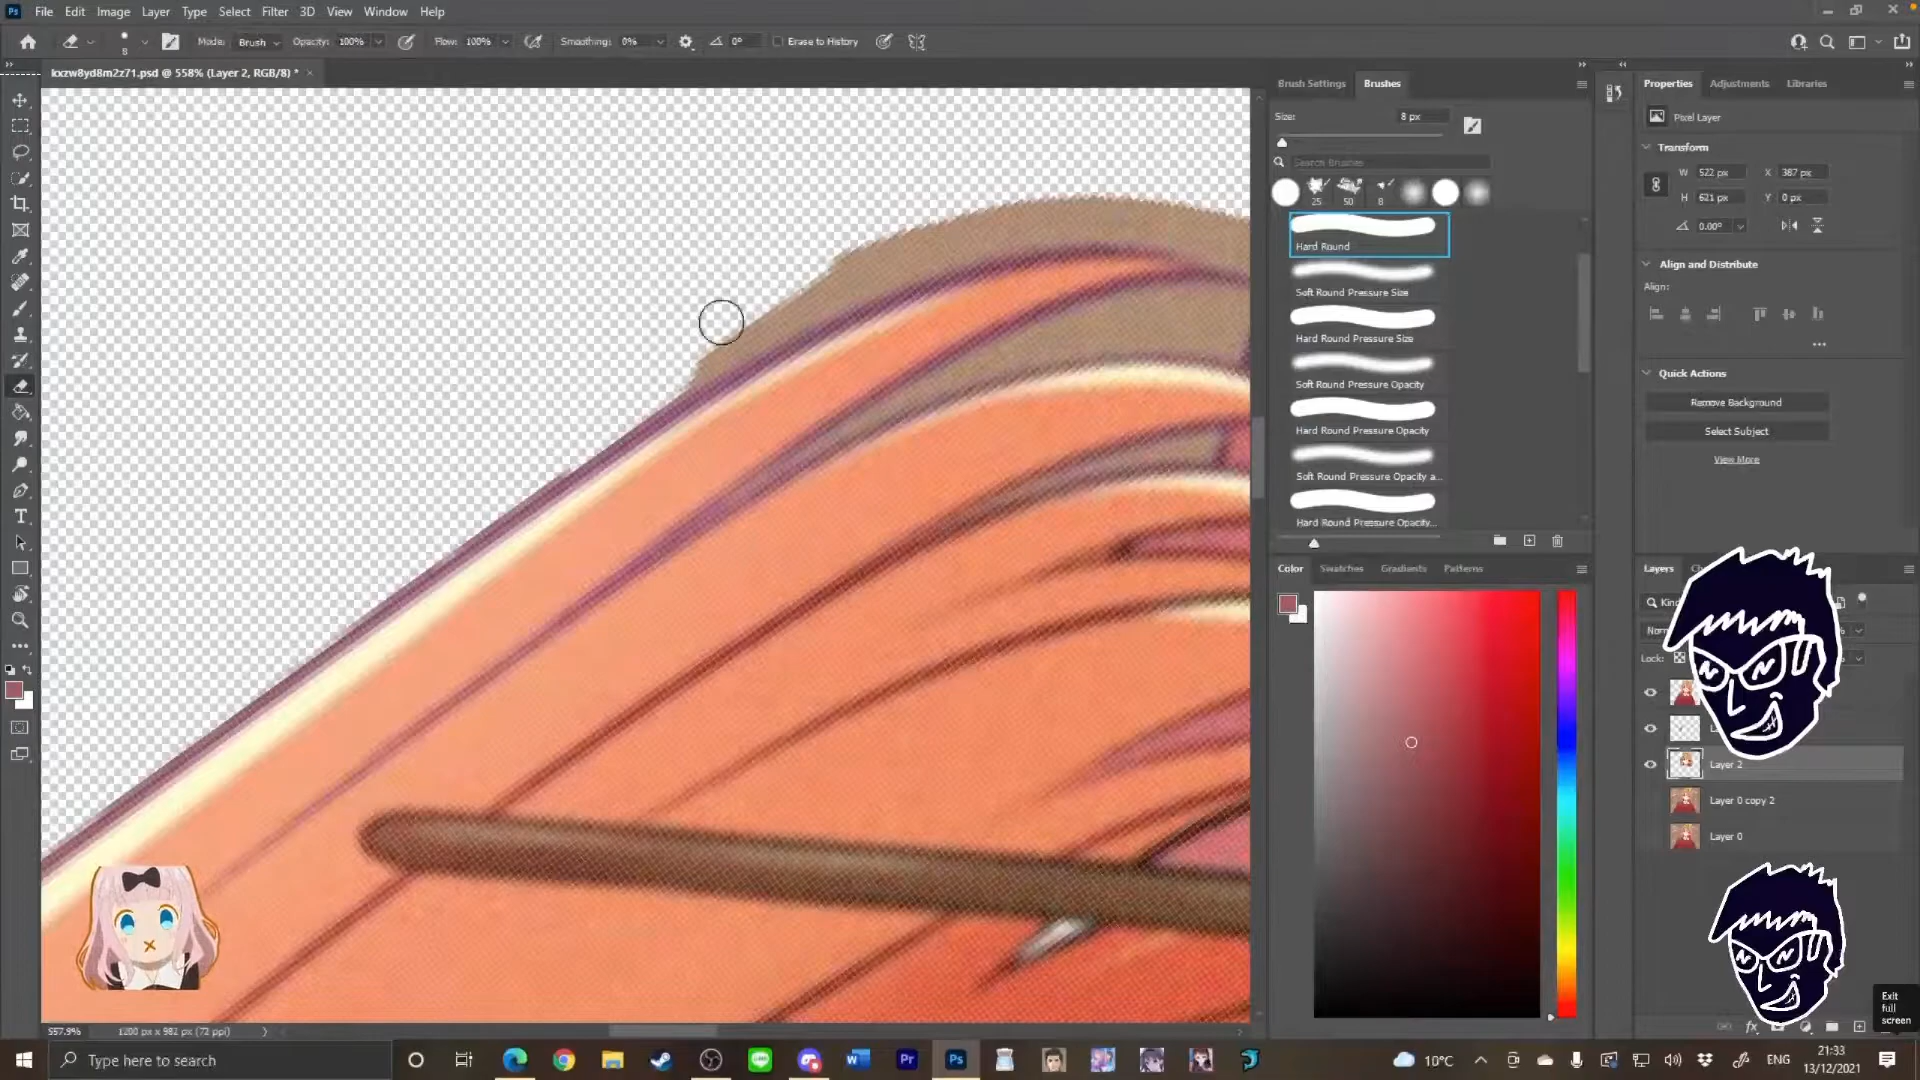 File Edit Image Layer Type Select Filter 3D View Window Help
8 Mode: Brush Opacity: 100% Flow: 100% Smoothing: 0% 0° Erase to History
kxzw8yd8m2z71.psd @ 558% (Layer 2, RGB/8) *
Brush Settings Brushes
Size: 8 px
Search Brushes
25 50 8
Hard Round
Soft Round Pressure Size
Hard Round Pressure Size
Soft Round Pressure Opacity
Hard Round Pressure Opacity
Soft Round Pressure Opacity a...
Hard Round Pressure Opacity...
Color Swatches Gradients Patterns
Properties Adjustments Libraries
Pixel Layer
Transform
W 522 px X 387 px
H 621 px Y 0 px
0.00°
Align and Distribute
Align:
Quick Actions
Remove Background
Select Subject
View More
Layers
Kind
Lock:
Layer 2
Layer 0 copy 2
Layer 0
fx
557.9% 1200 px x 982 px (72 ppi)
Exit full screen
Type here to search
10°C ENG 21:33
13/12/2021